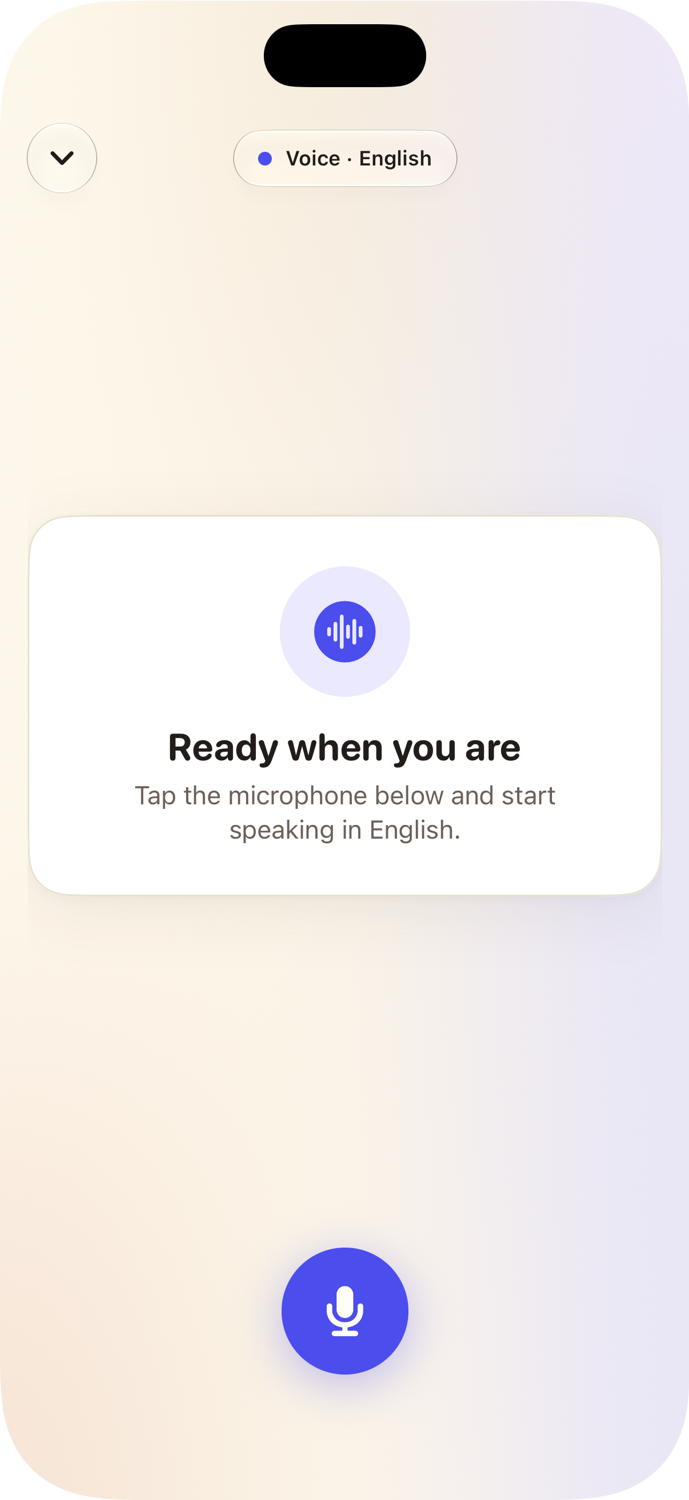 Voice · English
Ready when you are
Tap the microphone below and start
speaking in English.